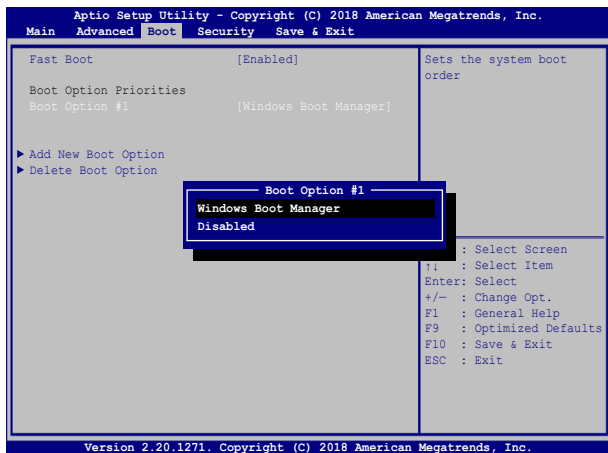 Aptio Setup Utility - Copyright (C) 2018 American Megatrends, Inc.
Main Advanced Boot Security Save & Exit
Fast Boot [Enabled]
Boot Option Priorities
Boot Option #1 [Windows Boot Manager]
▶ Add New Boot Option
▶ Delete Boot Option
Boot Option #1
Windows Boot Manager
Disabled
Sets the system boot
order
: Select Screen
↑↓ : Select Item
Enter: Select
+/— : Change Opt.
F1 : General Help
F9 : Optimized Defaults
F10 : Save & Exit
ESC : Exit
Version 2.20.1271. Copyright (C) 2018 American Megatrends, Inc.